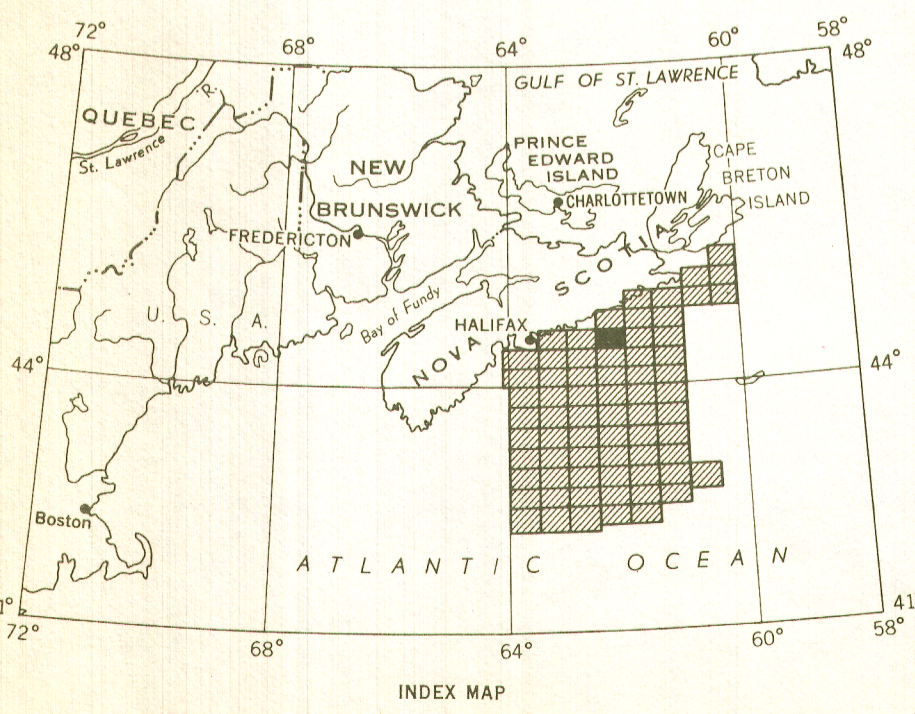 72° 68° 64° 60° 58°
48° 48°
GULF OF ST. LAWRENCE
R.
QUEBEC
St. Lawrence
PRINCE
EDWARD
ISLAND
CAPE
BRETON
ISLAND
NEW
BRUNSWICK
CHARLOTTETOWN
FREDERICTON
NOVA SCOTIA
Bay of Fundy
U. S. A.
HALIFAX
44° 44°
Boston
ATLANTIC OCEAN
1° 41
72° 68° 64° 60° 58°
INDEX MAP